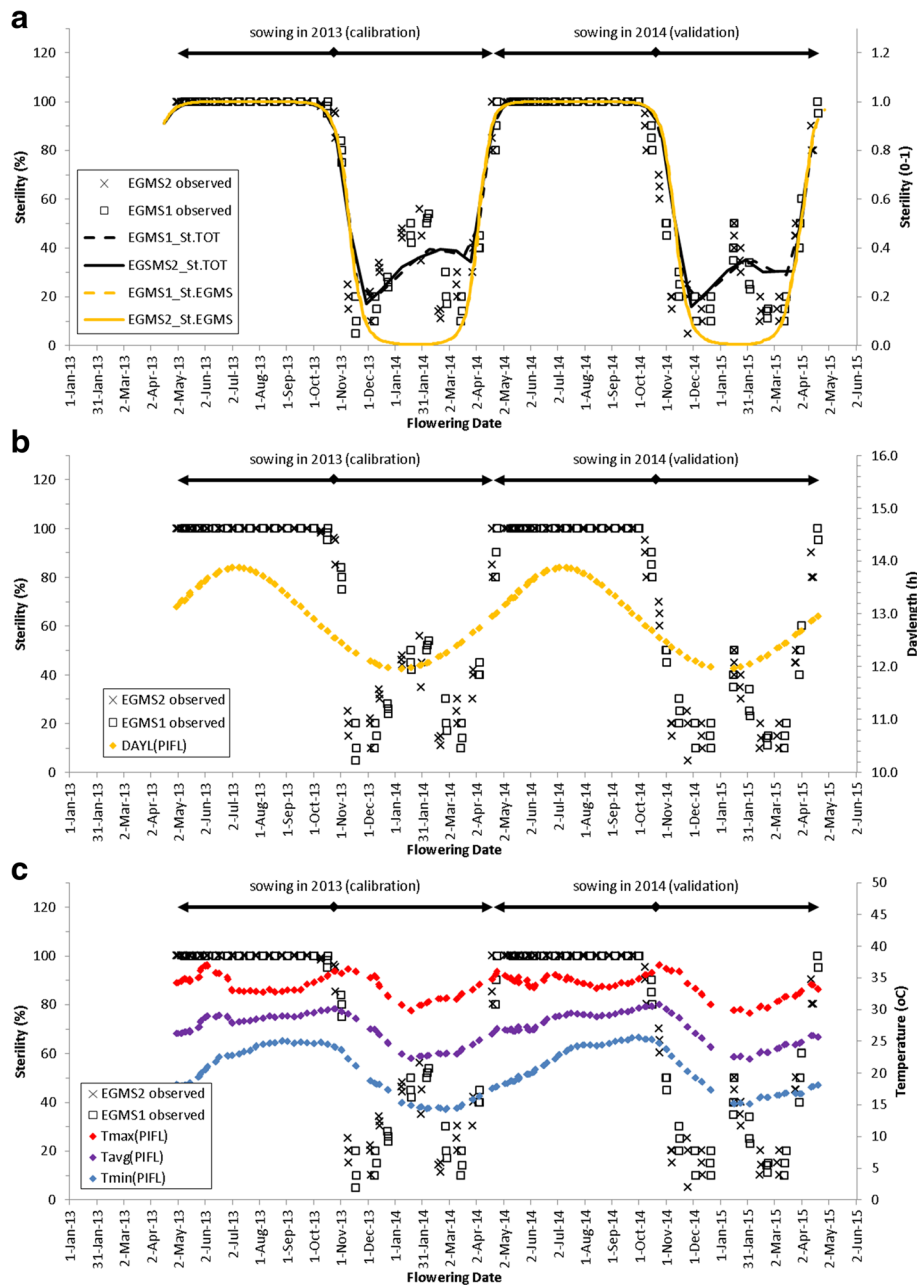 a
sowing in 2013 (calibration)
sowing in 2014 (validation)
120
100
80
60
40
20
0
Sterility (%)
1.2
1.0
0.8
0.6
0.4
0.2
0.0
Sterility (0-1)
EGMS2 observed
EGMS1 observed
EGMS1_St.TOT
EGSMS2_St.TOT
EGMS1_St.EGMS
EGMS2_St.EGMS
1-Jan-13
31-Jan-13
2-Mar-13
2-Apr-13
2-May-13
2-Jun-13
2-Jul-13
1-Aug-13
1-Sep-13
1-Oct-13
1-Nov-13
1-Dec-13
1-Jan-14
31-Jan-14
2-Mar-14
2-Apr-14
2-May-14
2-Jun-14
2-Jul-14
1-Aug-14
1-Sep-14
1-Oct-14
1-Nov-14
1-Dec-14
1-Jan-15
31-Jan-15
2-Mar-15
2-Apr-15
2-May-15
2-Jun-15
Flowering Date
b
sowing in 2013 (calibration)
sowing in 2014 (validation)
120
100
80
60
40
20
0
Sterility (%)
16.0
15.0
14.0
13.0
12.0
11.0
10.0
Daylength (h)
EGMS2 observed
EGMS1 observed
DAYL(PIFL)
1-Jan-13
31-Jan-13
2-Mar-13
2-Apr-13
2-May-13
2-Jun-13
2-Jul-13
1-Aug-13
1-Sep-13
1-Oct-13
1-Nov-13
1-Dec-13
1-Jan-14
31-Jan-14
2-Mar-14
2-Apr-14
2-May-14
2-Jun-14
2-Jul-14
1-Aug-14
1-Sep-14
1-Oct-14
1-Nov-14
1-Dec-14
1-Jan-15
31-Jan-15
2-Mar-15
2-Apr-15
2-May-15
2-Jun-15
Flowering Date
c
sowing in 2013 (calibration)
sowing in 2014 (validation)
120
100
80
60
40
20
0
Sterility (%)
50
45
40
35
30
25
20
15
10
5
0
Temperature (oC)
EGMS2 observed
EGMS1 observed
Tmax(PIFL)
Tavg(PIFL)
Tmin(PIFL)
1-Jan-13
31-Jan-13
2-Mar-13
2-Apr-13
2-May-13
2-Jun-13
2-Jul-13
1-Aug-13
1-Sep-13
1-Oct-13
1-Nov-13
1-Dec-13
1-Jan-14
31-Jan-14
2-Mar-14
2-Apr-14
2-May-14
2-Jun-14
2-Jul-14
1-Aug-14
1-Sep-14
1-Oct-14
1-Nov-14
1-Dec-14
1-Jan-15
31-Jan-15
2-Mar-15
2-Apr-15
2-May-15
2-Jun-15
Flowering Date